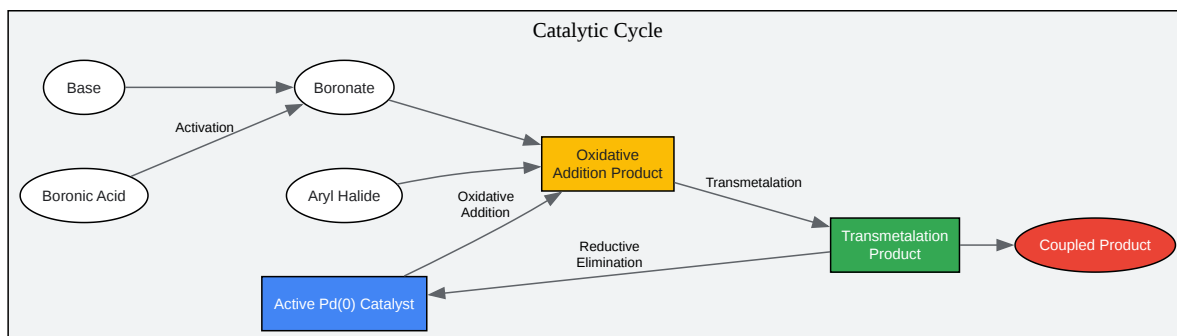 Catalytic Cycle
Base
Boronate
Activation
Boronic Acid
Aryl Halide
Oxidative
Addition Product
Oxidative
Addition
Transmetalation
Transmetalation
Product
Coupled Product
Reductive
Elimination
Active Pd(0) Catalyst